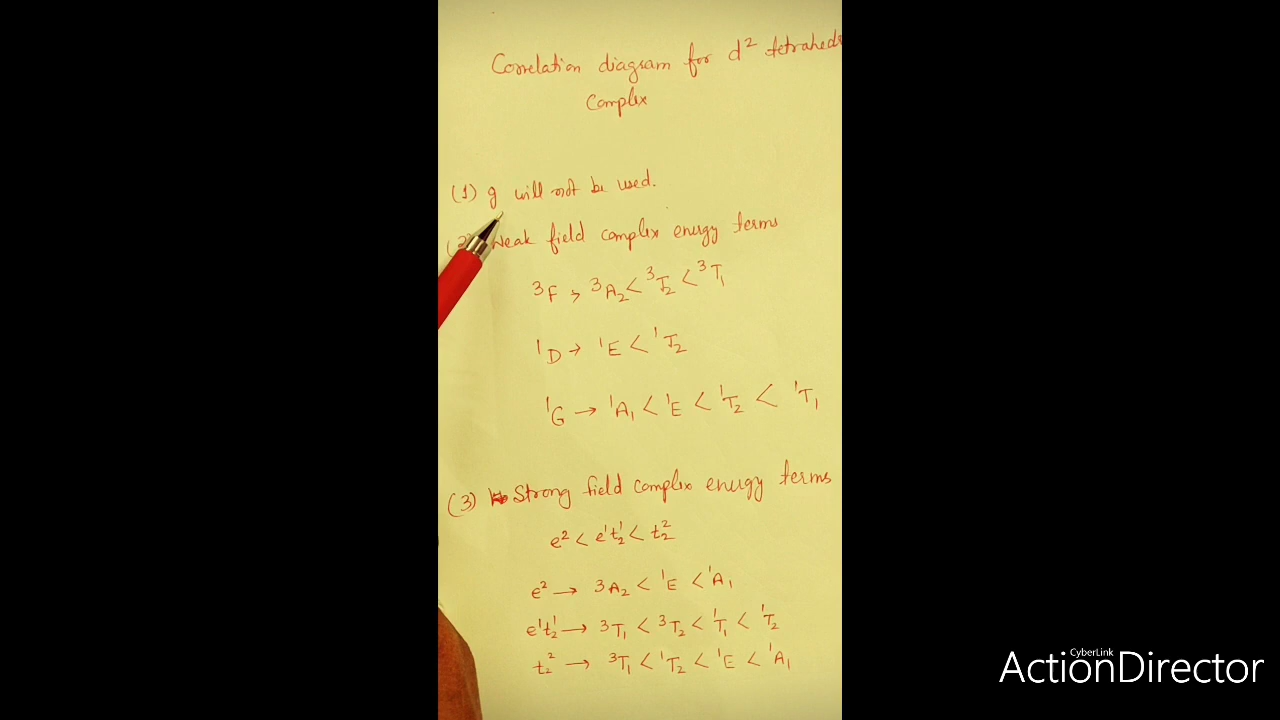 Correlation diagram for d² tetrahed
Complex
(1) g will not be used.
(2) Weak field complex energy terms
³F → ³A₂ < ³T₂ < ³T₁
¹D → ¹E < ¹T₂
¹G → ¹A₁ < ¹E < ¹T₂ < ¹T₁
(3) Strong field complex energy terms
e² < e¹t₂¹ < t₂²
e² → ³A₂ < ¹E < ¹A₁
e¹t₂¹ → ³T₁ < ³T₂ < ¹T₁ < ¹T₂
t₂² → ³T₁ < ¹T₂ < ¹E < ¹A₁
CyberLink
ActionDirector